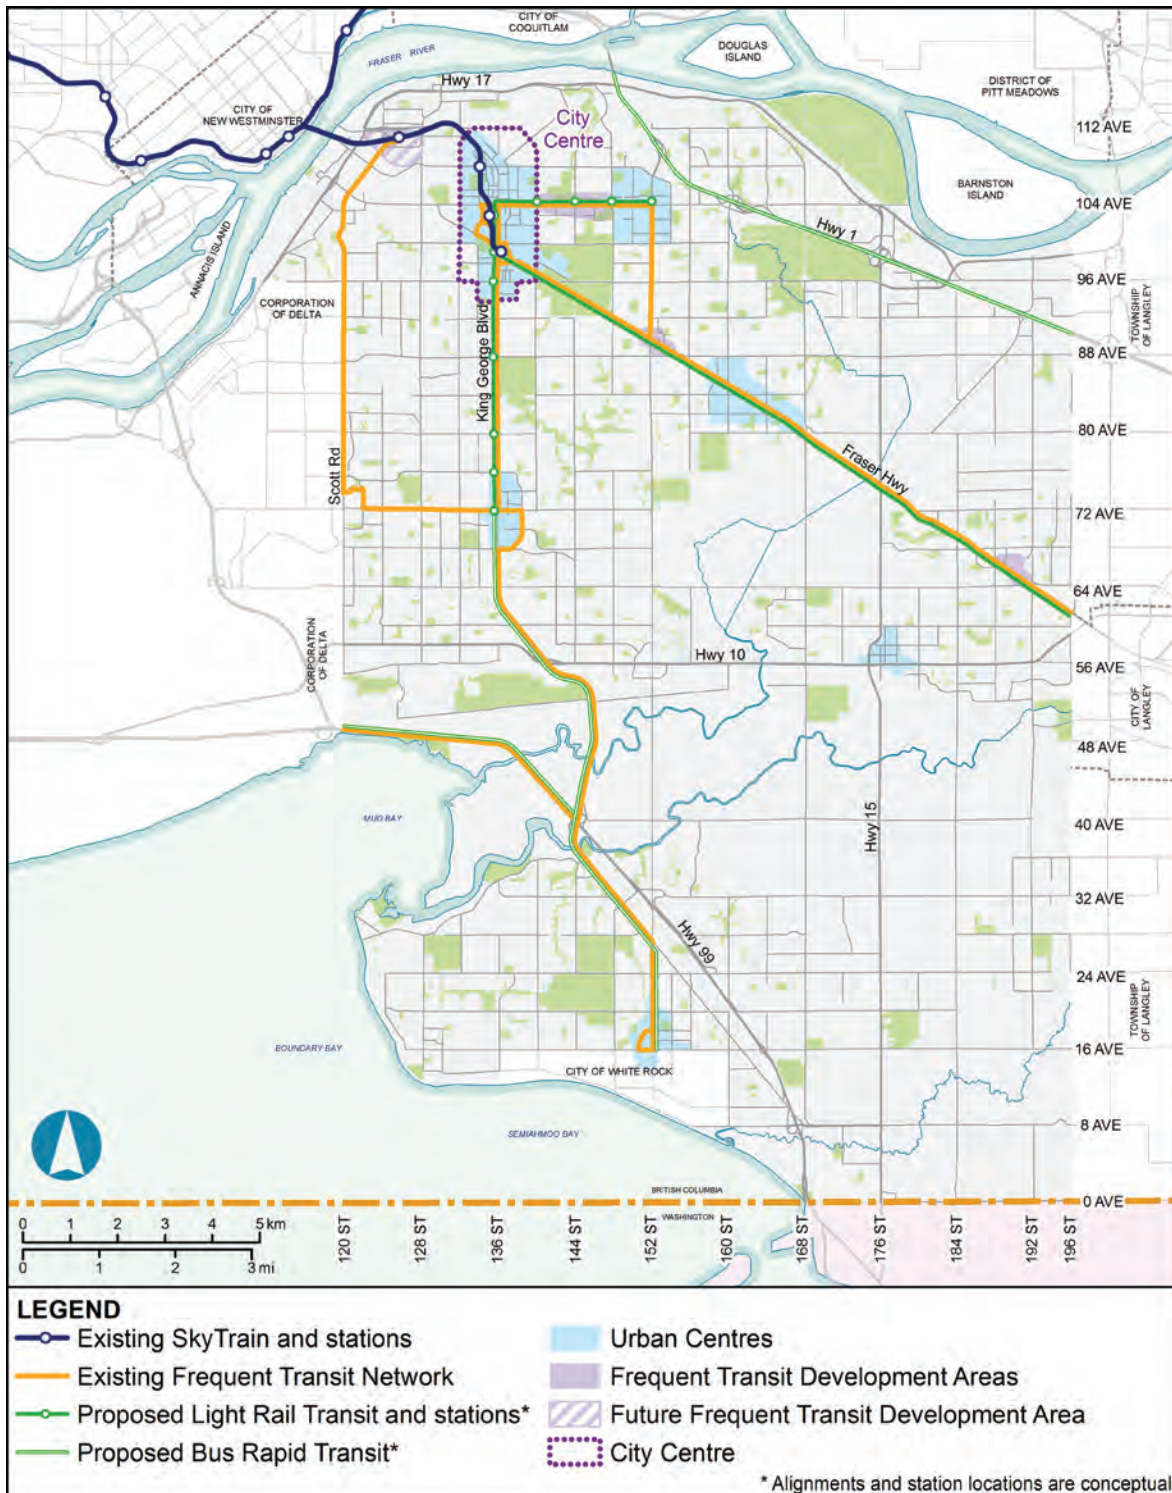 CITY OF
COQUITLAM
FRASER RIVER
DOUGLAS
ISLAND
Hwy 17
DISTRICT OF
PITT MEADOWS
CITY OF
NEW WESTMINSTER
City
Centre
112 AVE
BARNSTON
ISLAND
104 AVE
Hwy 1
ANNACIS ISLAND
96 AVE
CORPORATION
OF DELTA
King George Blvd
TOWNSHIP
OF LANGLEY
88 AVE
80 AVE
Fraser Hwy
Scott Rd
72 AVE
64 AVE
CORPORATION
OF DELTA
Hwy 10
56 AVE
CITY OF
LANGLEY
48 AVE
MUD BAY
Hwy 15
40 AVE
32 AVE
Hwy 99
24 AVE
TOWNSHIP
OF LANGLEY
BOUNDARY BAY
16 AVE
CITY OF WHITE ROCK
8 AVE
SEMIAHMOO BAY
BRITISH COLUMBIA
0 AVE
WASHINGTON
0 1 2 3 4 5 km
0 1 2 3 mi
120 ST
128 ST
136 ST
144 ST
152 ST
160 ST
168 ST
176 ST
184 ST
192 ST
196 ST
LEGEND
Existing SkyTrain and stations
Existing Frequent Transit Network
Proposed Light Rail Transit and stations*
Proposed Bus Rapid Transit*
Urban Centres
Frequent Transit Development Areas
Future Frequent Transit Development Area
City Centre
* Alignments and station locations are conceptual